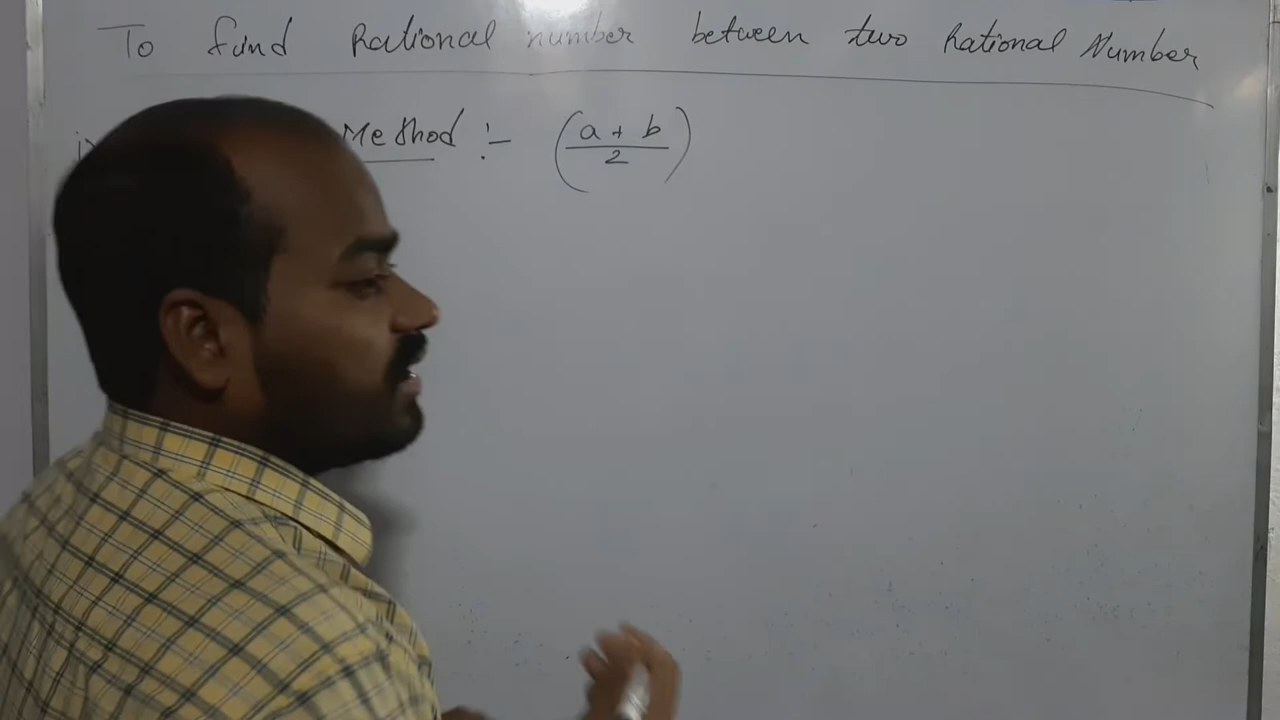 To find Rational number between two Rational Number
i) Method :- (a + b / 2)